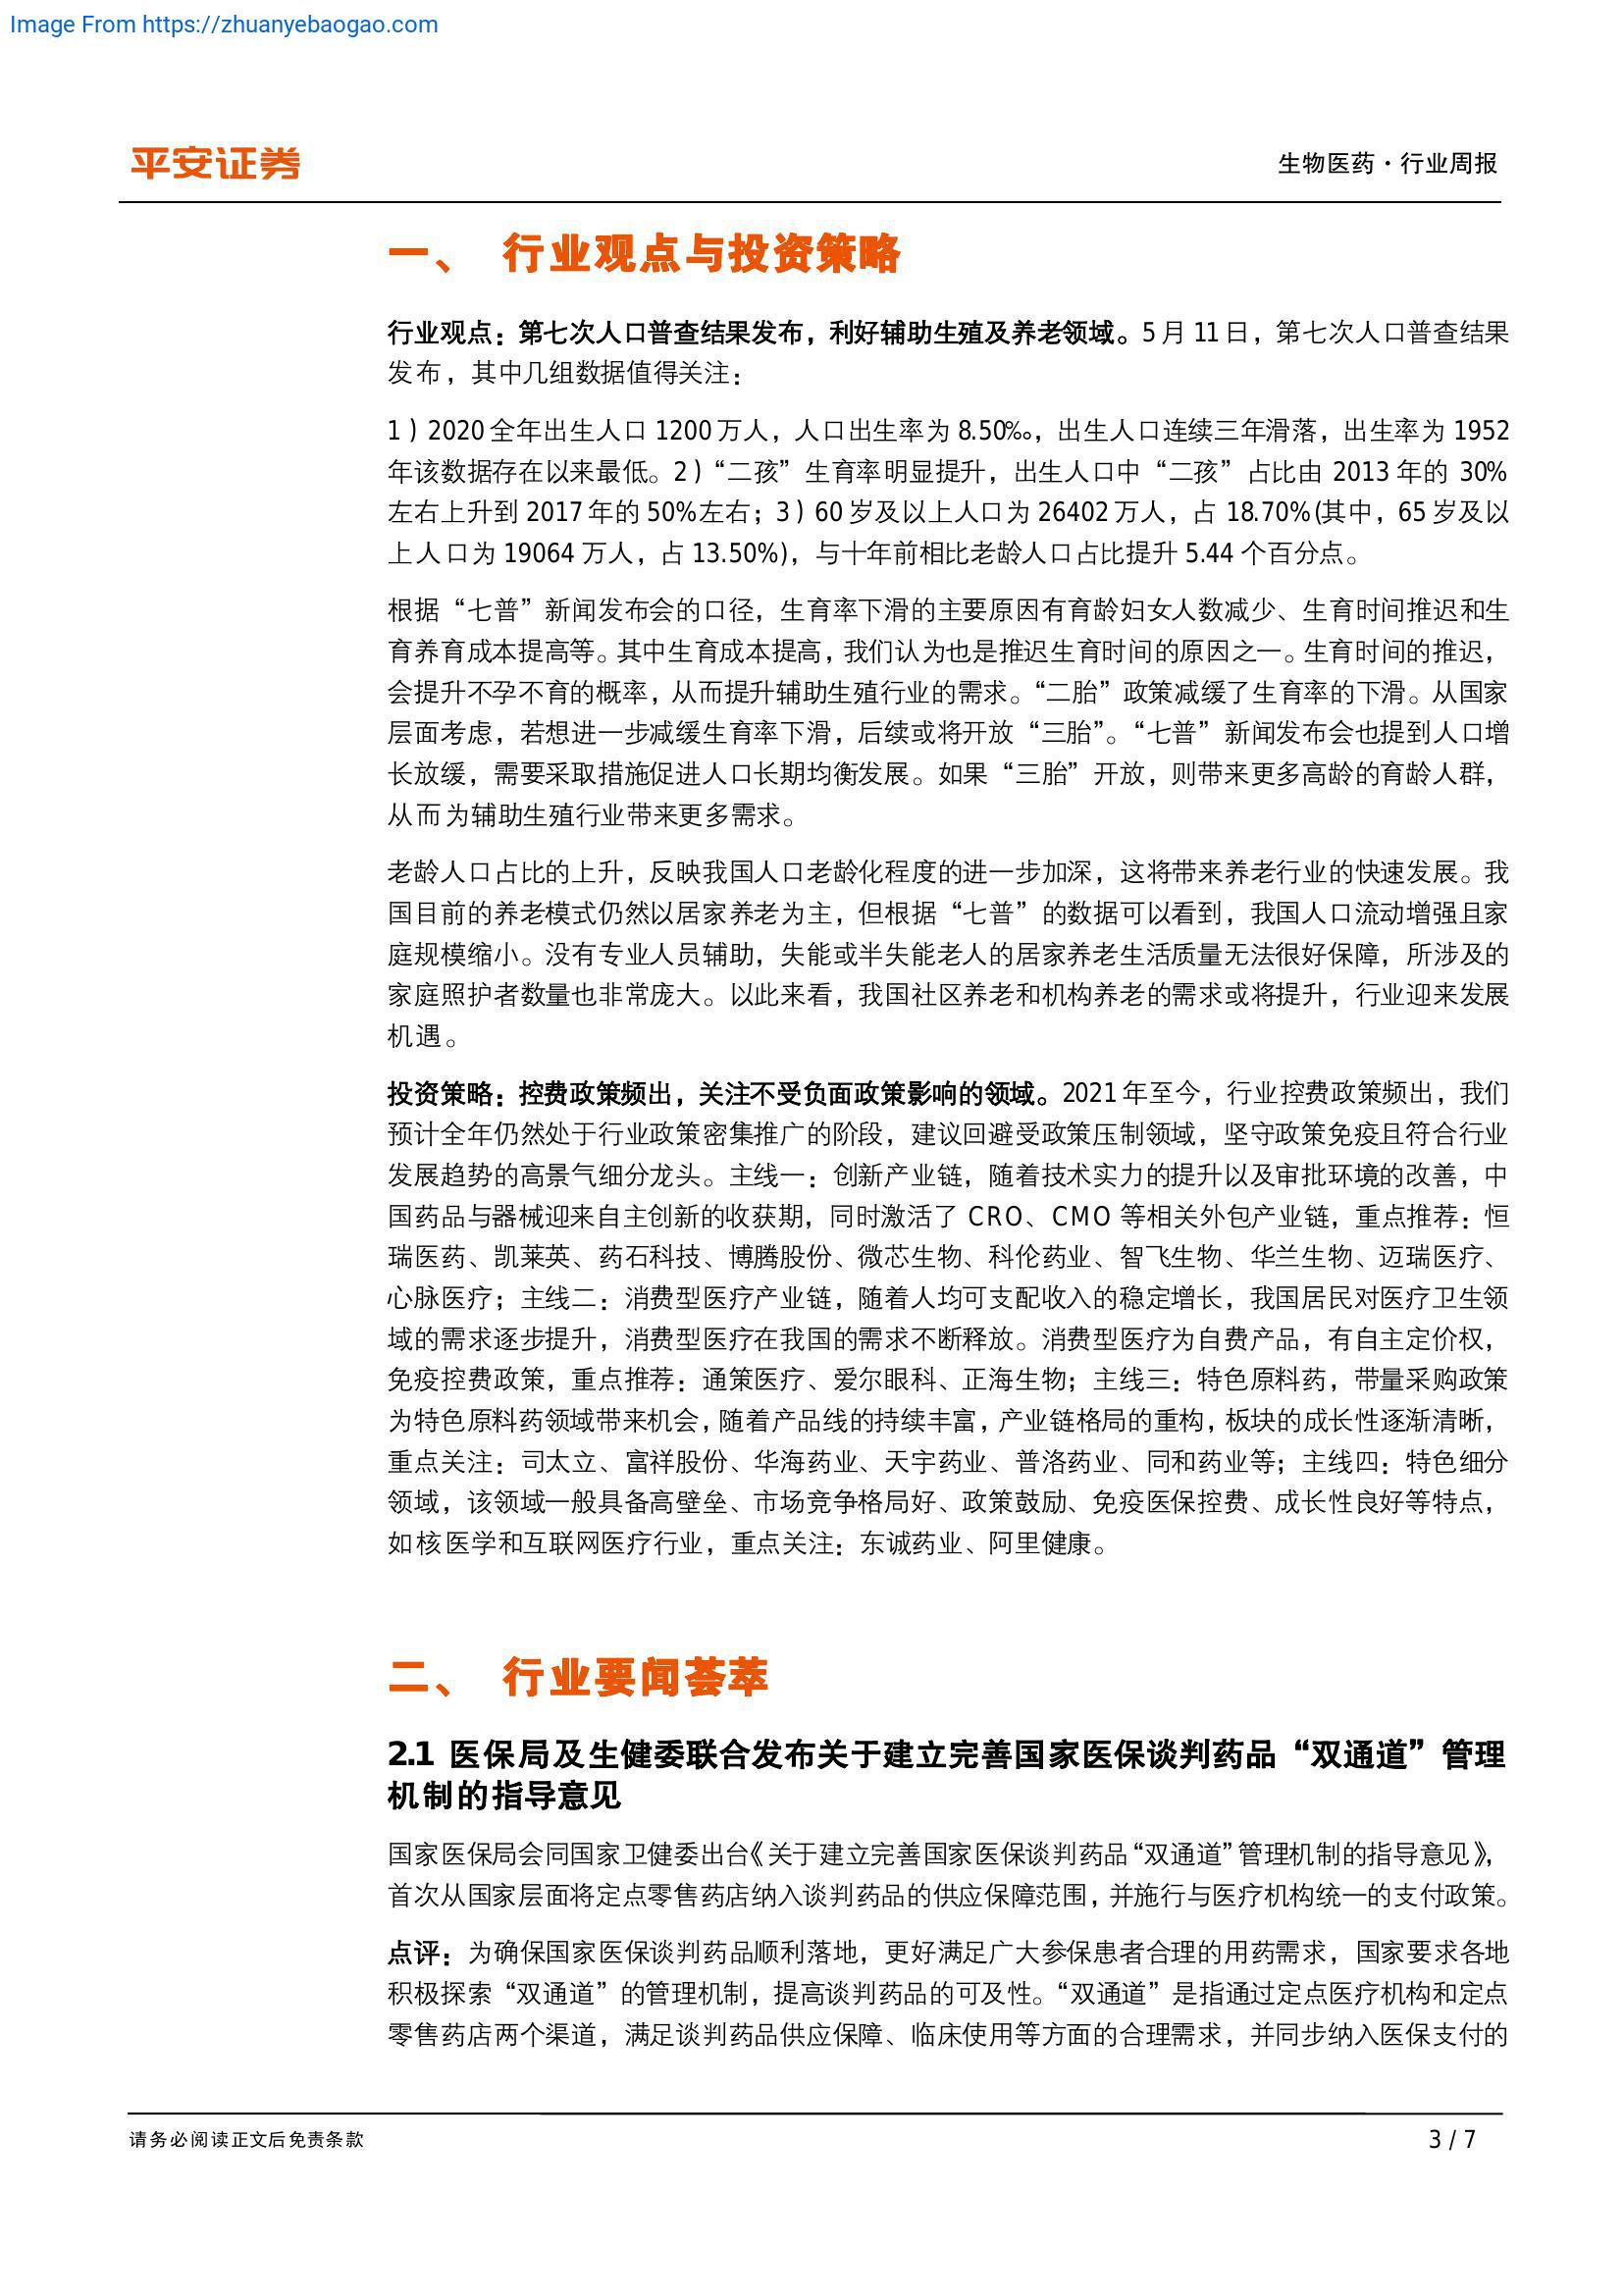 Image From https://zhuanyebaogao.com
平安证券
生物医药·行业周报
一、 行业观点与投资策略
行业观点：第七次人口普查结果发布，利好辅助生殖及养老领域。5月11日，第七次人口普查结果
发布，其中几组数据值得关注：
1）2020全年出生人口1200万人，人口出生率为8.50‰，出生人口连续三年滑落，出生率为1952
年该数据存在以来最低。2）“二孩”生育率明显提升，出生人口中“二孩”占比由2013年的30%
左右上升到2017年的50%左右；3）60岁及以上人口为26402万人，占18.70%(其中，65岁及以
上人口为19064万人，占13.50%)，与十年前相比老龄人口占比提升5.44个百分点。
根据“七普”新闻发布会的口径，生育率下滑的主要原因有育龄妇女人数减少、生育时间推迟和生
育养育成本提高等。其中生育成本提高，我们认为也是推迟生育时间的原因之一。生育时间的推迟，
会提升不孕不育的概率，从而提升辅助生殖行业的需求。“二胎”政策减缓了生育率的下滑。从国家
层面考虑，若想进一步减缓生育率下滑，后续或将开放“三胎”。“七普”新闻发布会也提到人口增
长放缓，需要采取措施促进人口长期均衡发展。如果“三胎”开放，则带来更多高龄的育龄人群，
从而为辅助生殖行业带来更多需求。
老龄人口占比的上升，反映我国人口老龄化程度的进一步加深，这将带来养老行业的快速发展。我
国目前的养老模式仍然以居家养老为主，但根据“七普”的数据可以看到，我国人口流动增强且家
庭规模缩小。没有专业人员辅助，失能或半失能老人的居家养老生活质量无法很好保障，所涉及的
家庭照护者数量也非常庞大。以此来看，我国社区养老和机构养老的需求或将提升，行业迎来发展
机遇。
投资策略：控费政策频出，关注不受负面政策影响的领域。2021年至今，行业控费政策频出，我们
预计全年仍然处于行业政策密集推广的阶段，建议回避受政策压制领域，坚守政策免疫且符合行业
发展趋势的高景气细分龙头。主线一：创新产业链，随着技术实力的提升以及审批环境的改善，中
国药品与器械迎来自主创新的收获期，同时激活了CRO、CMO等相关外包产业链，重点推荐：恒
瑞医药、凯莱英、药石科技、博腾股份、微芯生物、科伦药业、智飞生物、华兰生物、迈瑞医疗、
心脉医疗；主线二：消费型医疗产业链，随着人均可支配收入的稳定增长，我国居民对医疗卫生领
域的需求逐步提升，消费型医疗在我国的需求不断释放。消费型医疗为自费产品，有自主定价权，
免疫控费政策，重点推荐：通策医疗、爱尔眼科、正海生物；主线三：特色原料药，带量采购政策
为特色原料药领域带来机会，随着产品线的持续丰富，产业链格局的重构，板块的成长性逐渐清晰，
重点关注：司太立、富祥股份、华海药业、天宇药业、普洛药业、同和药业等；主线四：特色细分
领域，该领域一般具备高壁垒、市场竞争格局好、政策鼓励、免疫医保控费、成长性良好等特点，
如核医学和互联网医疗行业，重点关注：东诚药业、阿里健康。
二、 行业要闻荟萃
2.1 医保局及生健委联合发布关于建立完善国家医保谈判药品“双通道”管理
机制的指导意见
国家医保局会同国家卫健委出台《关于建立完善国家医保谈判药品“双通道”管理机制的指导意见》，
首次从国家层面将定点零售药店纳入谈判药品的供应保障范围，并施行与医疗机构统一的支付政策。
点评：为确保国家医保谈判药品顺利落地，更好满足广大参保患者合理的用药需求，国家要求各地
积极探索“双通道”的管理机制，提高谈判药品的可及性。“双通道”是指通过定点医疗机构和定点
零售药店两个渠道，满足谈判药品供应保障、临床使用等方面的合理需求，并同步纳入医保支付的
请务必阅读正文后免责条款
3 / 7